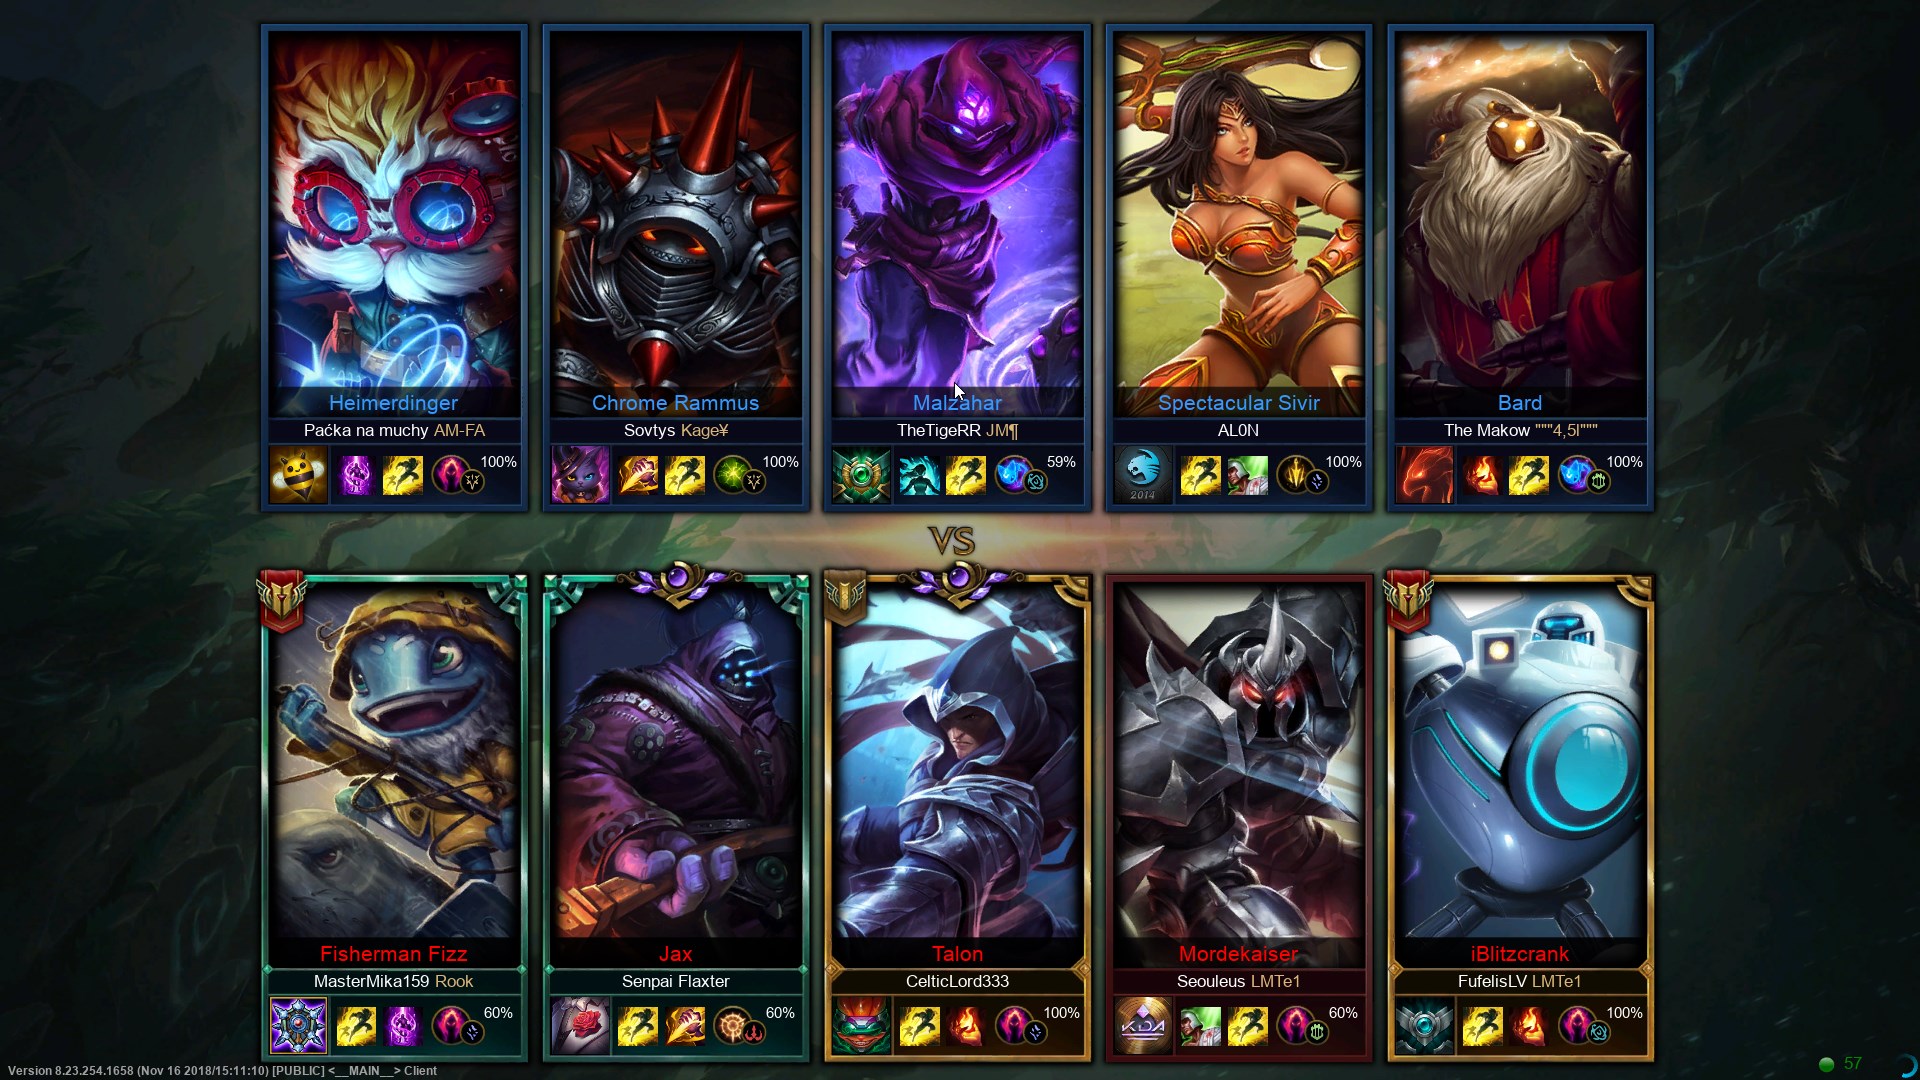 Heimerdinger
Paćka na muchy AM-FA
100%
Chrome Rammus
Sovtys Kage¥
100%
Malzahar
TheTigeRR JM¶
59%
Spectacular Sivir
AL0N
2014
100%
Bard
The Makow """4,5l"""
100%
VS
Fisherman Fizz
MasterMika159 Rook
60%
Jax
Senpai Flaxter
60%
Talon
CelticLord333
100%
Mordekaiser
Seouleus LMTe1
K/DA
60%
iBlitzcrank
FufelisLV LMTe1
100%
Version 8.23.254.1658 (Nov 16 2018/15:11:10) [PUBLIC] <__MAIN__> Client
57